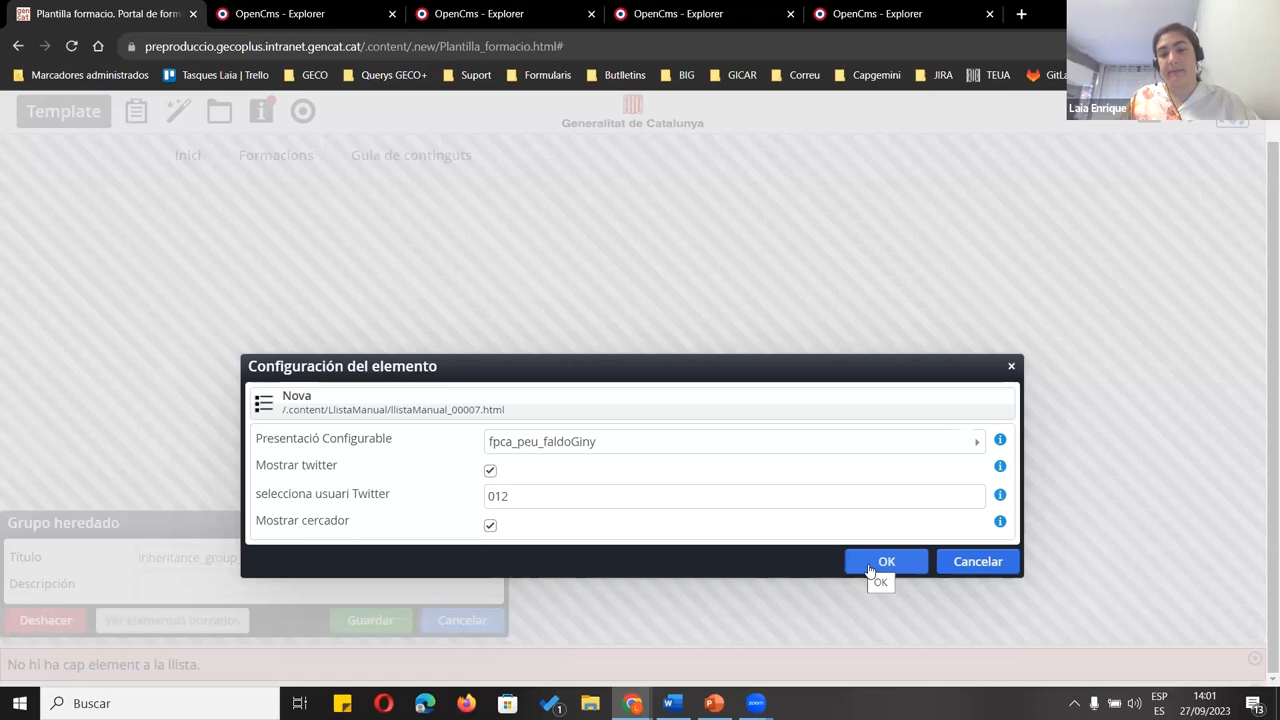 Plantilla formacio. Portal de form
OpenCms - Explorer
OpenCms - Explorer
OpenCms - Explorer
OpenCms - Explorer
preproduccio.gecoplus.intranet.gencat.cat/.content/.new/Plantilla_formacio.html#
Marcadores administrados
Tasques Laia | Trello
GECO
Querys GECO+
Suport
Formularis
Butlletins
BIG
GICAR
Correu
Capgemini
JIRA
TEUA
GitLa
Laia Enrique
Template
Generalitat de Catalunya
Inici
Formacions
Guia de continguts
Configuración del elemento
Nova
/.content/LlistaManual/llistaManual_00007.html
Presentació Configurable
fpca_peu_faldoGiny
Mostrar twitter
selecciona usuari Twitter
012
Mostrar cercador
OK
Cancelar
OK
Grupo heredado
Título
inheritance_group_
Descripción
Deshacer
Ver elementos borrados
Guardar
Cancelar
No hi ha cap element a la llista.
Buscar
1
ESP
ES
14:01
27/09/2023
13